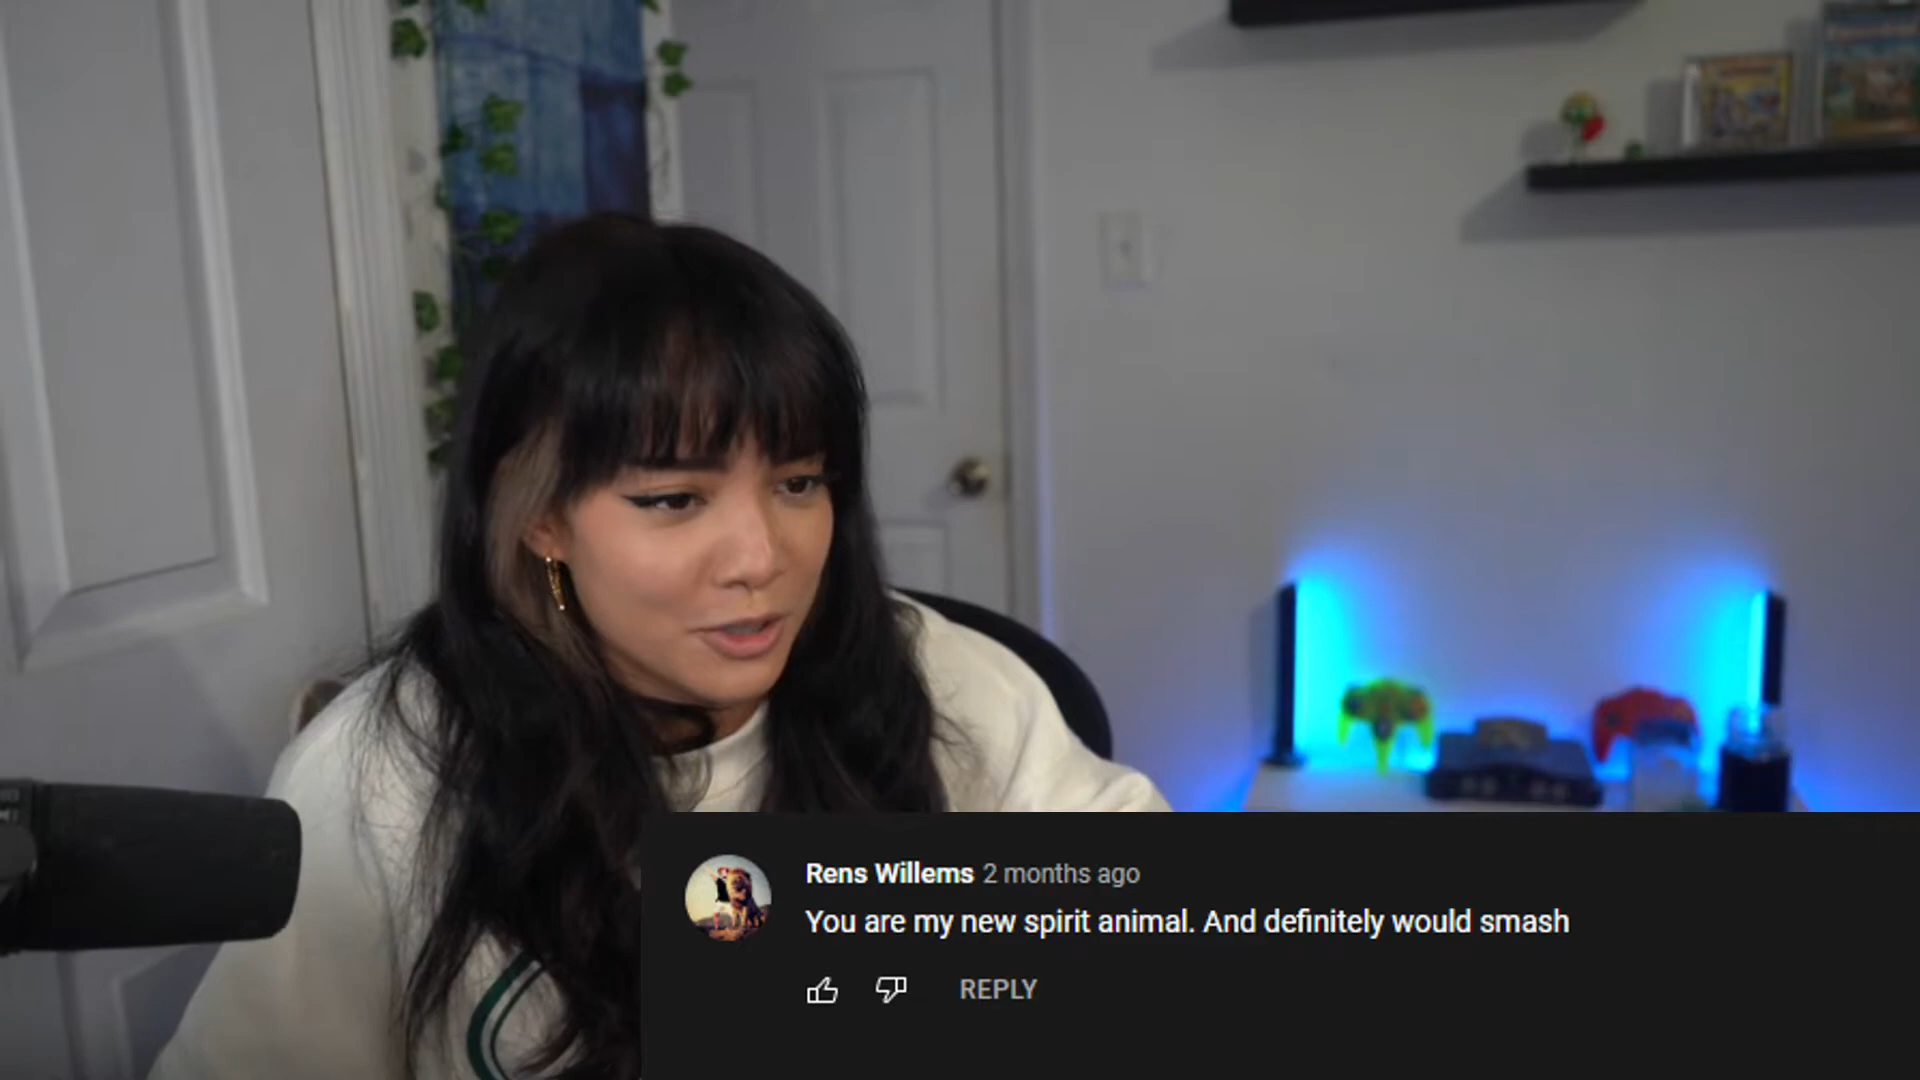 Rens Willems 2 months ago
You are my new spirit animal. And definitely would smash
REPLY